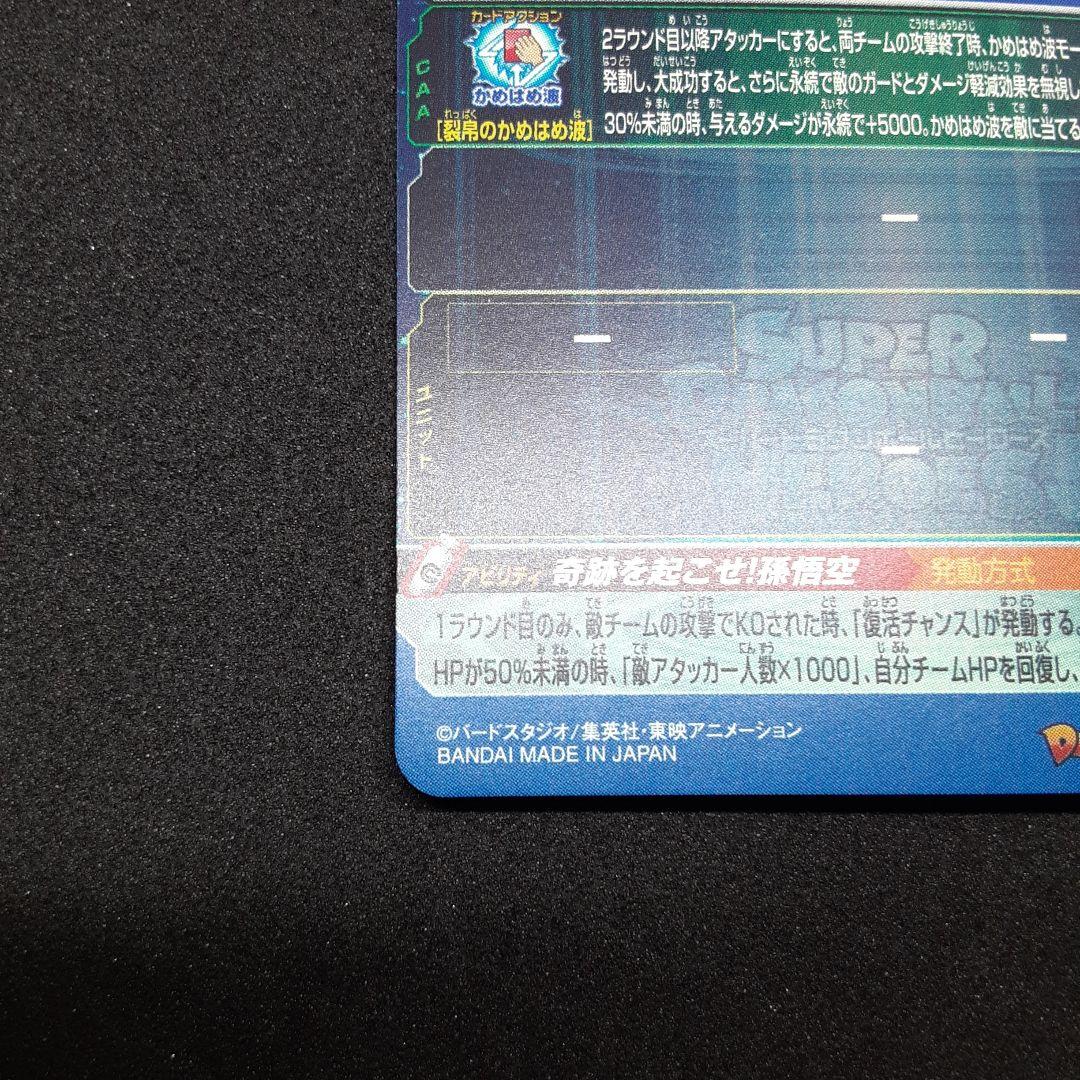 カードアクション
かめはめ波
[裂帛のかめはめ波]
CAA
2ラウンド目以降アタッカーにすると、両チームの攻撃終了時、かめはめ波モー
発動し、大成功すると、さらに永続で敵のガードとダメージ軽減効果を無視し
30%未満の時、与えるダメージが永続で+5000。かめはめ波を敵に当てる
ー
ユニット
ー
ー
ー
SUPER
DRAGONBALL
HEROES
アビリティ 奇跡を起こせ!孫悟空 発動方式
1ラウンド目のみ、敵チームの攻撃でKOされた時、「復活チャンス」が発動する。
HPが50%未満の時、「敵アタッカー人数×1000」、自分チームHPを回復し、
©バードスタジオ/集英社・東映アニメーション
BANDAI MADE IN JAPAN